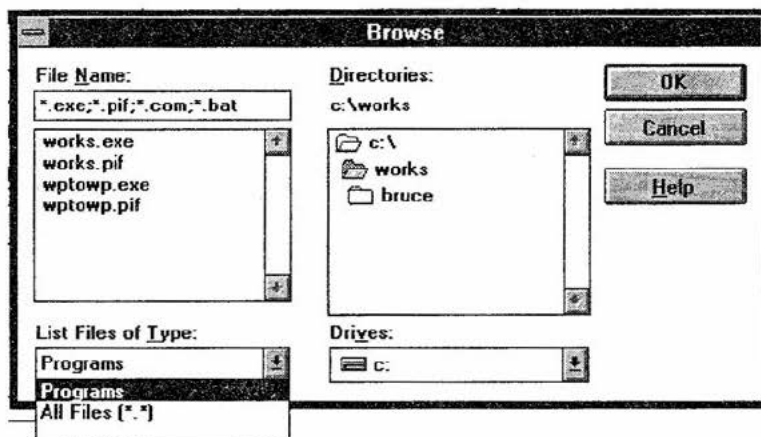 Browse
File Name:
*.exe;*.pif;*.com;*.bat
works.exe
works.pif
wptowp.exe
wptowp.pif
List Files of Type:
Programs
Programs
All Files (*.*)
Directories:
c:\works
c:\
works
bruce
Drives:
c:
OK
Cancel
Help